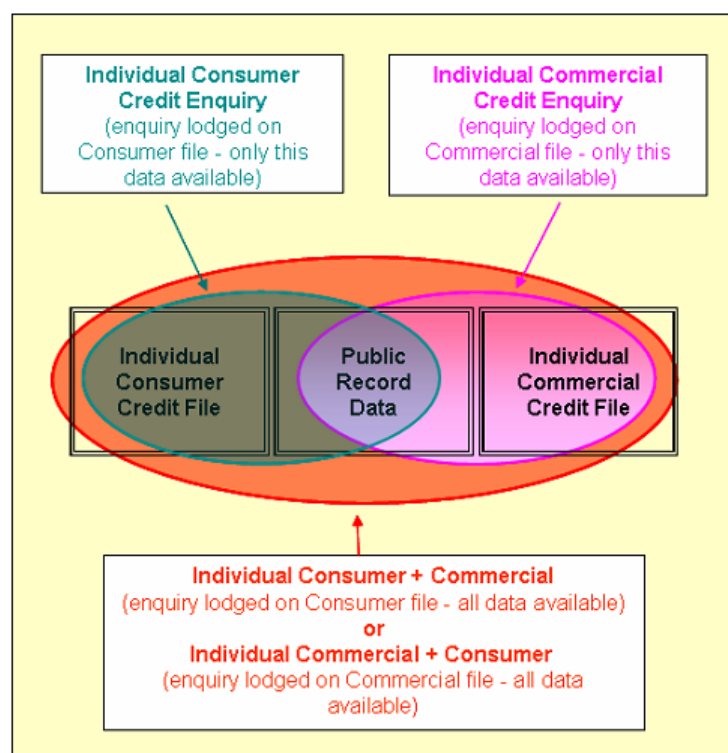 Individual Consumer
Credit Enquiry
(enquiry lodged on
Consumer file - only this
data available)
Individual Commercial
Credit Enquiry
(enquiry lodged on
Commercial file - only this
data available)
Individual
Consumer
Credit File
Public
Record
Data
Individual
Commercial
Credit File
Individual Consumer + Commercial
(enquiry lodged on Consumer file - all data available)
or
Individual Commercial + Consumer
(enquiry lodged on Commercial file - all data
available)